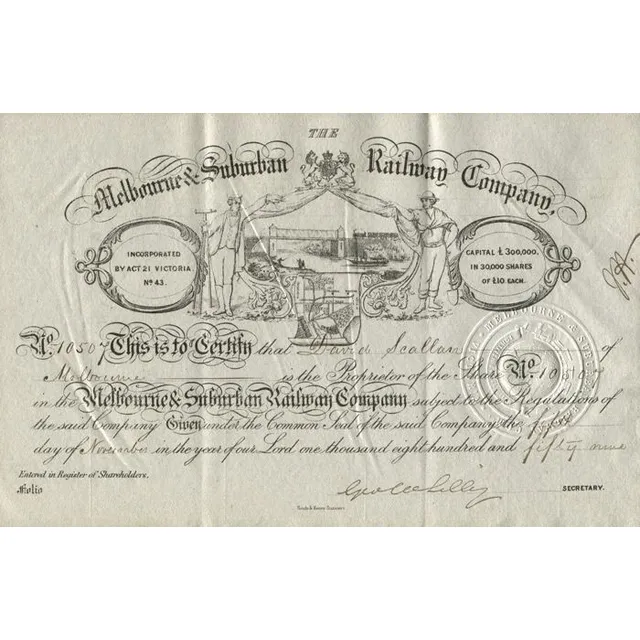 THE
Melbourne & Suburban Railway Company,
INCORPORATED
BY ACT 21 VICTORIA.
No 43.
CAPITAL £300,000.
IN 30,000 SHARES
OF £10 EACH.
No. 10507 This is to Certify that David Scallan of
Melbourne is the Proprietor of the Share No. 1050
in the Melbourne & Suburban Railway Company subject to the Regulations of
the said Company Given under the Common Seal of the said Company the
day of November in the year of our Lord one thousand eight hundred and fifty nine
Entered in Register of Shareholders,
Folio
SECRETARY.